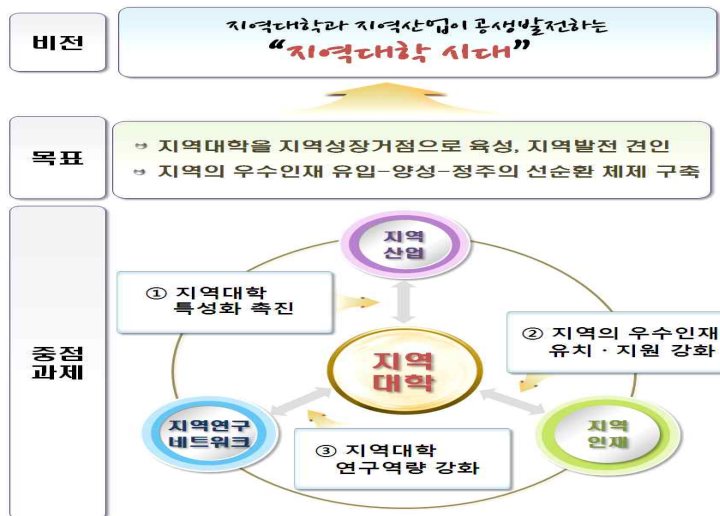 비전
지역대학과 지역산업이 공생발전하는
“지역대학 시대”
목표
지역대학을 지역성장거점으로 육성, 지역발전 견인
지역의 우수인재 유입-양성-정주의 선순환 체제 구축
중점
과제
지역
산업
① 지역대학
특성화 촉진
② 지역의 우수인재
유치·지원 강화
지역
대학
지역연구
네트워크
지역
인재
③ 지역대학
연구역량 강화